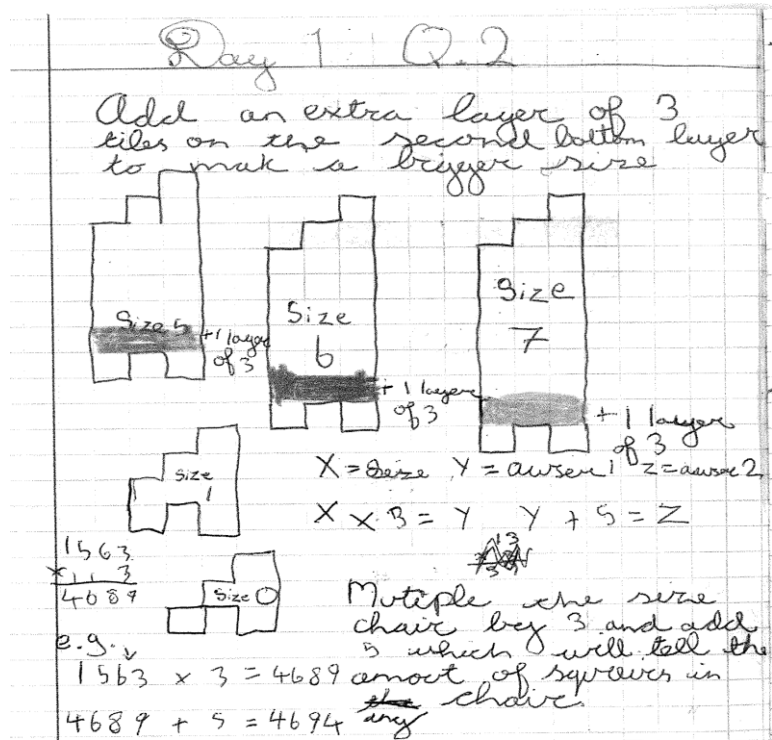 Day 1 Q.2
Add an extra layer of 3
tiles on the second bottom layer
to mak a bigger size
Size 5
+1 layer
of 3
Size
6
+ 1 layer
of 3
Size
7
+ 1 layer
of 3
Size
1
X = Seize Y = awser 1 Z = awser 2
X x 3 = Y Y + 5 = Z
1563
x 3
4689
Size 0
Mutiple the size
chair by 3 and add
5 which will tell the
amoot of sqrairs in
any chair
e.g.
1563 x 3 = 4689
4689 + 5 = 4694